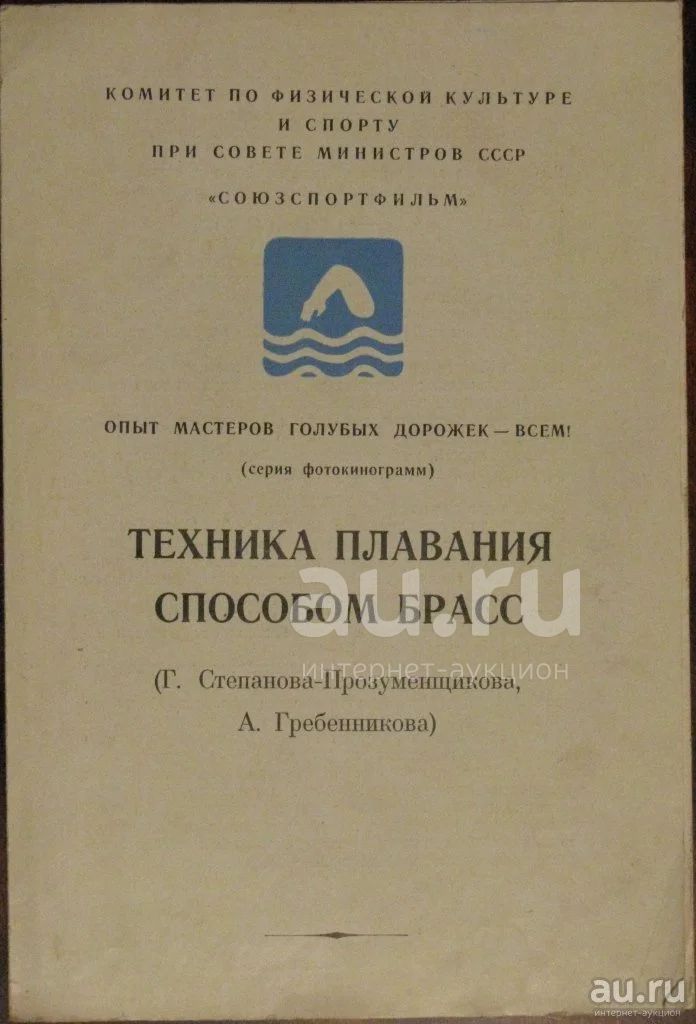 КОМИТЕТ ПО ФИЗИЧЕСКОЙ КУЛЬТУРЕ
И СПОРТУ
ПРИ СОВЕТЕ МИНИСТРОВ СССР
«СОЮЗСПОРТФИЛЬМ»
ОПЫТ МАСТЕРОВ ГОЛУБЫХ ДОРОЖЕК — ВСЕМ!
(серия фотокинограмм)
ТЕХНИКА ПЛАВАНИЯ
СПОСОБОМ БРАСС
au.ru
интернет-аукцион
(Г. Степанова-Прозуменщикова,
А. Гребенникова)
au.ru
интернет-аукцион